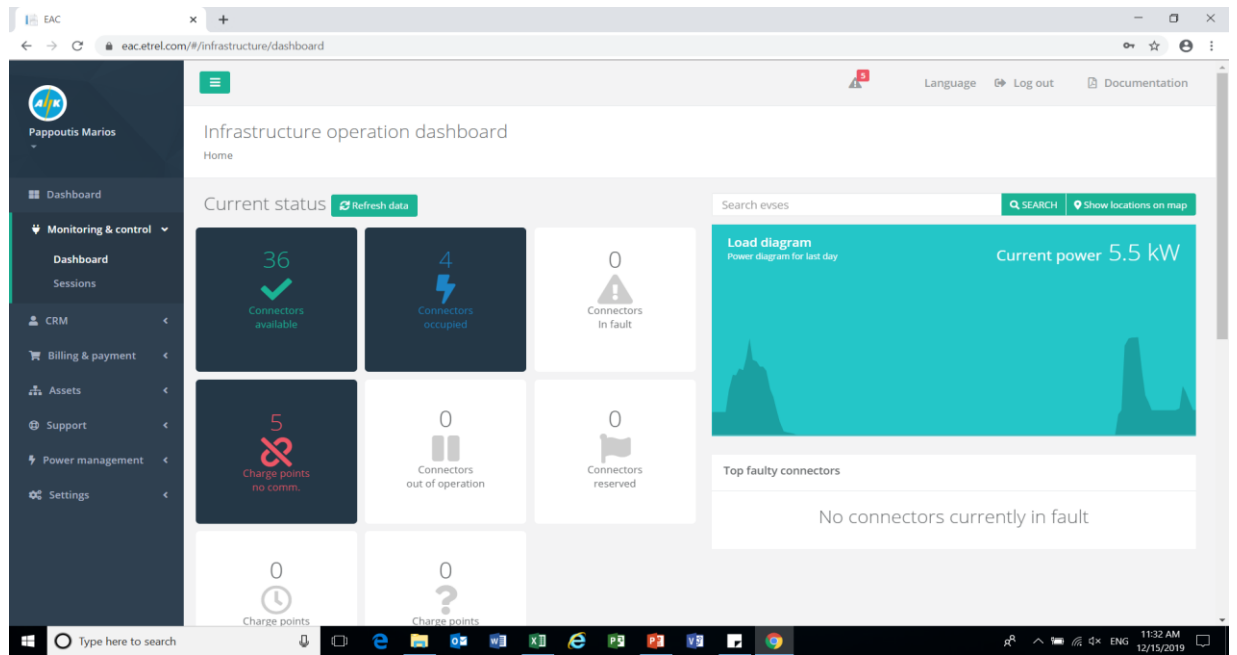 EAC
eac.etrel.com/#/infrastructure/dashboard
5
Language
Log out
Documentation
AHK
Pappoutis Marios
Infrastructure operation dashboard
Home
Dashboard
Monitoring & control
Dashboard
Sessions
CRM
Billing & payment
Assets
Support
Power management
Settings
Current status
Refresh data
36
Connectors
available
4
Connectors
occupied
0
Connectors
In fault
5
Charge points
no comm.
0
Connectors
out of operation
0
Connectors
reserved
0
Charge points
0
Charge points
Search evses
SEARCH
Show locations on map
Load diagram
Power diagram for last day
Current power 5.5 kW
Top faulty connectors
No connectors currently in fault
Type here to search
ENG
11:32 AM
12/15/2019